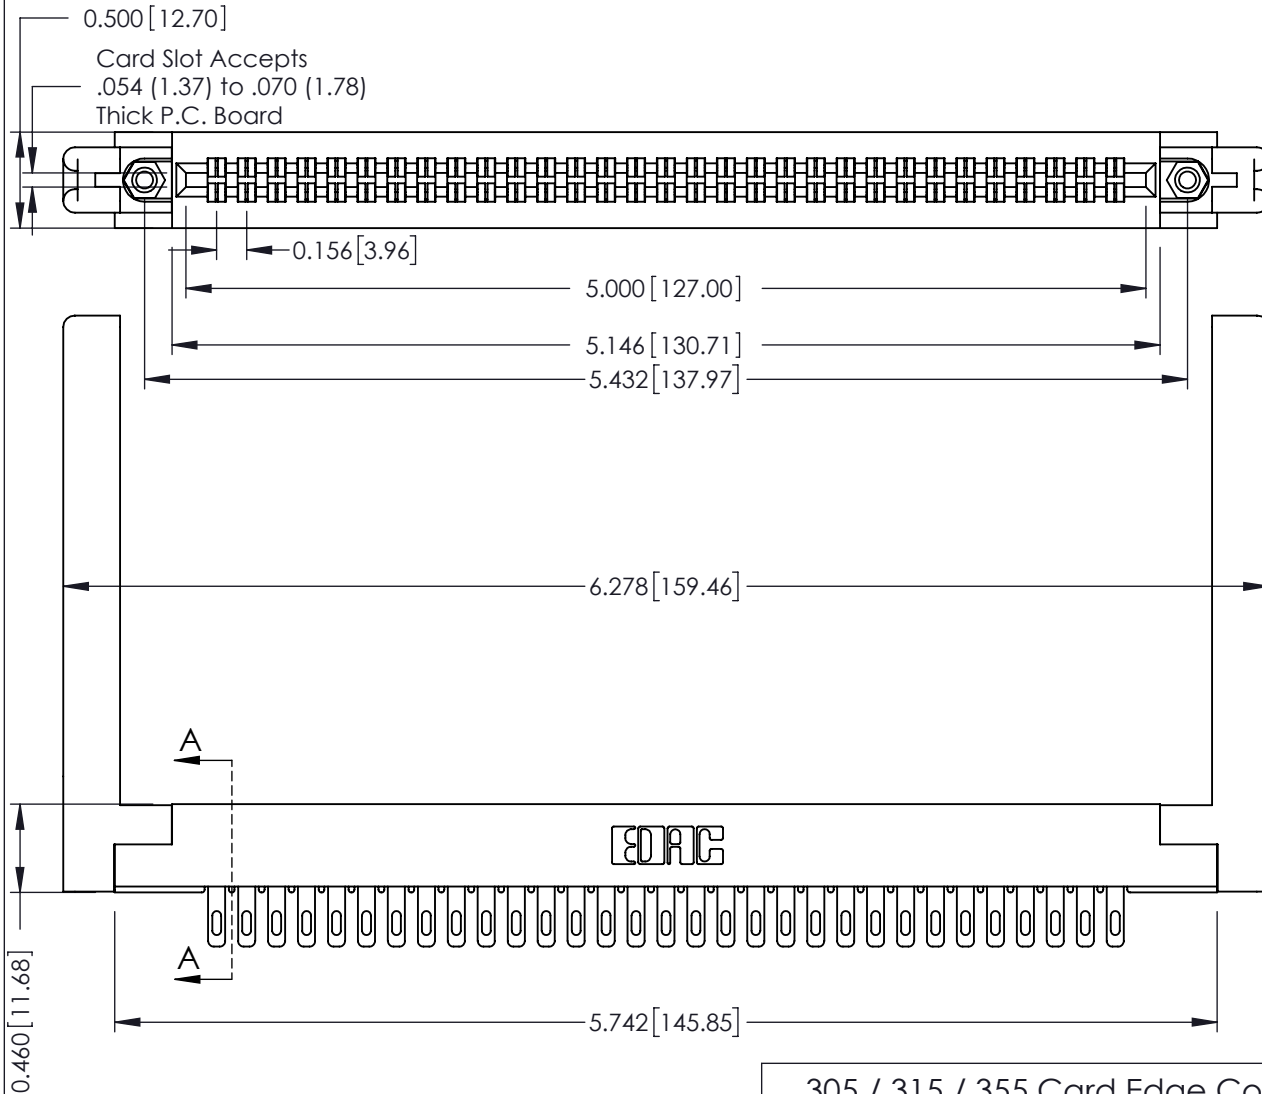 0.500 [12.70]
Card Slot Accepts
.054 (1.37) to .070 (1.78)
Thick P.C. Board
0.156 [3.96]
5.000 [127.00]
5.146 [130.71]
5.432 [137.97]
6.278 [159.46]
A
EDAC
A
0.460 [11.68]
5.742 [145.85]
305 / 315 / 355 Card Edge Co